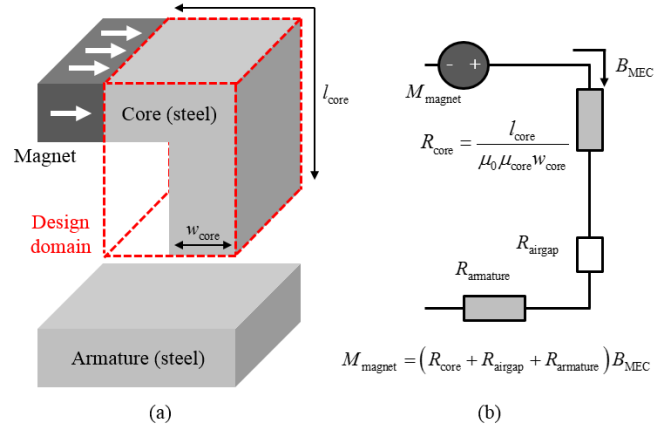 (a)
Magnet
Core (steel)
l_core
Design
domain
w_core
Armature (steel)
(b)
M_magnet
- +
B_MEC
R_core = l_core / μ_0 μ_core w_core
R_airgap
R_armature
M_magnet = (R_core + R_airgap + R_armature) B_MEC